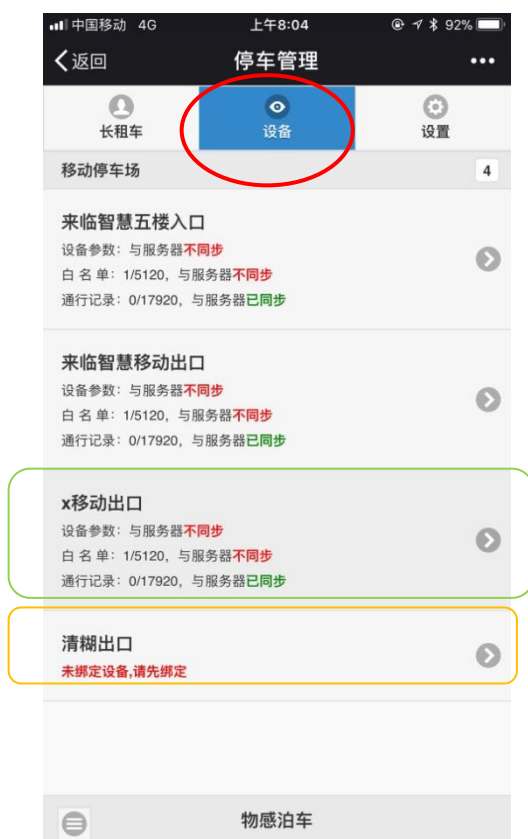 中国移动 4G 上午8:04 92%
返回 停车管理
长租车 设备 设置
移动停车场 4
来临智慧五楼入口
设备参数：与服务器不同步
白 名 单：1/5120，与服务器不同步
通行记录：0/17920，与服务器已同步
来临智慧移动出口
设备参数：与服务器不同步
白 名 单：1/5120，与服务器不同步
通行记录：0/17920，与服务器已同步
x移动出口
设备参数：与服务器不同步
白 名 单：1/5120，与服务器不同步
通行记录：0/17920，与服务器已同步
清糊出口
未绑定设备,请先绑定
物感泊车